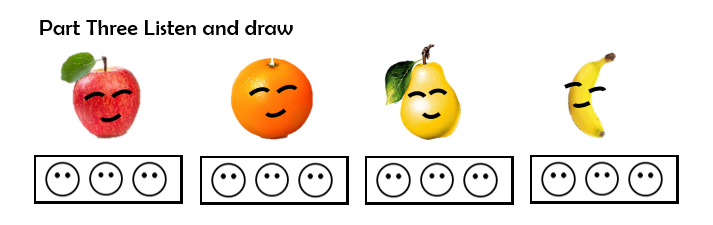 Part Three Listen and draw